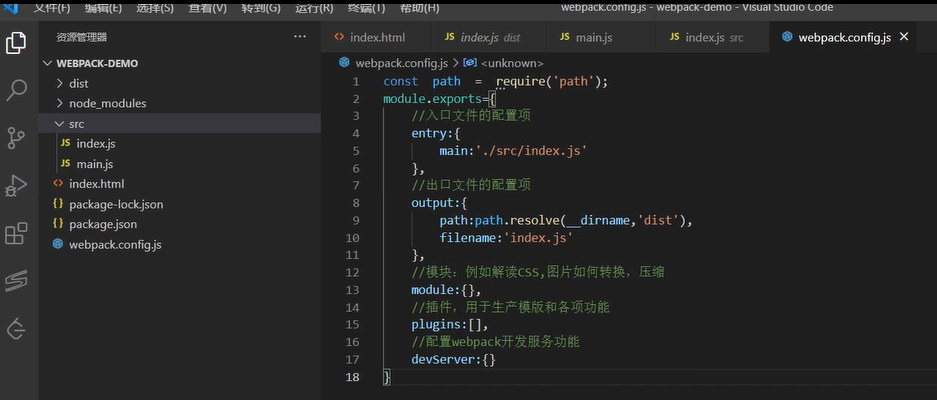 文件(F) 编辑(E) 选择(S) 查看(V) 转到(G) 运行(R) 终端(T) 帮助(H) webpack.config.js - webpack-demo - Visual Studio Code
资源管理器 ...
WEBPACK-DEMO
dist
node_modules
src
JS index.js
JS main.js
<> index.html
{} package-lock.json
{} package.json
webpack.config.js
<> index.html JS index.js dist JS main.js JS index.js src webpack.config.js ×
webpack.config.js > <unknown>
1 const path = require('path');
2 module.exports={
3 //入口文件的配置项
4 entry:{
5 main:'./src/index.js'
6 },
7 //出口文件的配置项
8 output:{
9 path:path.resolve(__dirname,'dist'),
10 filename:'index.js'
11 },
12 //模块：例如解读CSS,图片如何转换，压缩
13 module:{},
14 //插件，用于生产模版和各项功能
15 plugins:[],
16 //配置webpack开发服务功能
17 devServer:{}
18 }